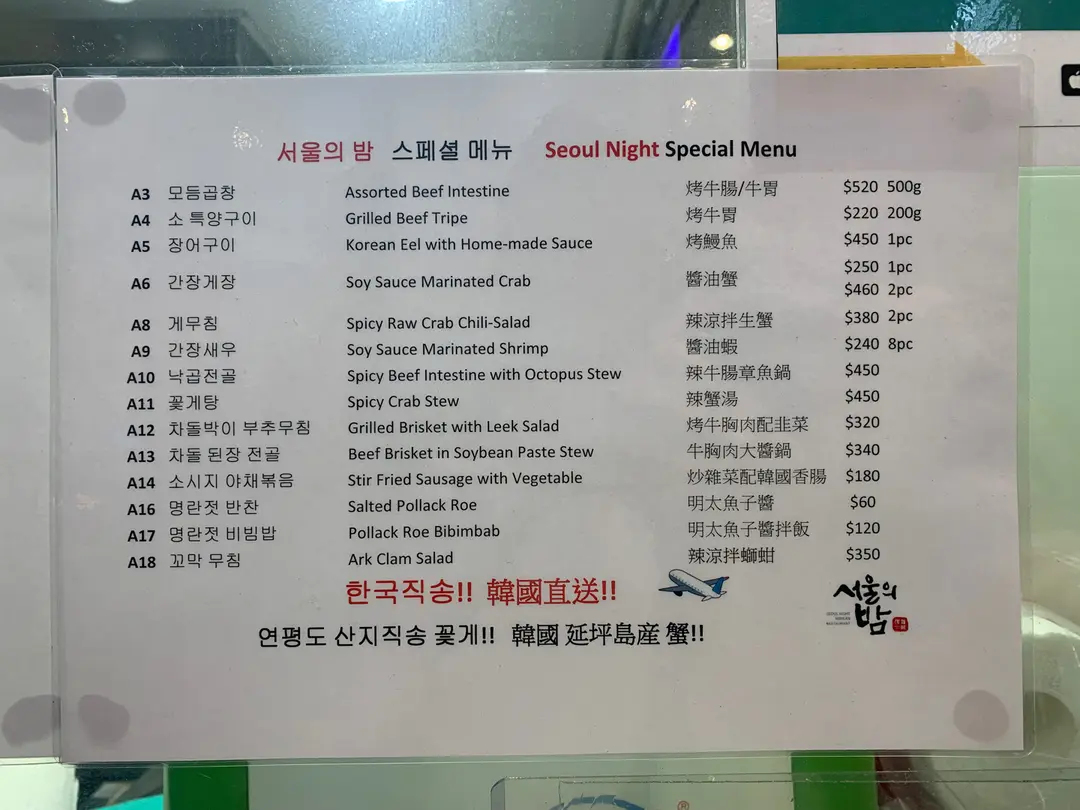 서울의 밤 스페셜 메뉴 Seoul Night Special Menu
A3 모듬곱창 Assorted Beef Intestine 烤牛腸/牛胃 $520 500g
A4 소 특양구이 Grilled Beef Tripe 烤牛胃 $220 200g
A5 장어구이 Korean Eel with Home-made Sauce 烤鰻魚 $450 1pc
A6 간장게장 Soy Sauce Marinated Crab 醬油蟹 $250 1pc
$460 2pc
A8 게무침 Spicy Raw Crab Chili-Salad 辣涼拌生蟹 $380 2pc
A9 간장새우 Soy Sauce Marinated Shrimp 醬油蝦 $240 8pc
A10 낙곱전골 Spicy Beef Intestine with Octopus Stew 辣牛腸章魚鍋 $450
A11 꽃게탕 Spicy Crab Stew 辣蟹湯 $450
A12 차돌박이 부추무침 Grilled Brisket with Leek Salad 烤牛胸肉配韭菜 $320
A13 차돌 된장 전골 Beef Brisket in Soybean Paste Stew 牛胸肉大醬鍋 $340
A14 소시지 야채볶음 Stir Fried Sausage with Vegetable 炒雜菜配韓國香腸 $180
A16 명란젓 반찬 Salted Pollack Roe 明太魚子醬 $60
A17 명란젓 비빔밥 Pollack Roe Bibimbab 明太魚子醬拌飯 $120
A18 꼬막 무침 Ark Clam Salad 辣涼拌螄蚶 $350
한국직송!! 韓國直送!!
연평도 산지직송 꽃게!! 韓國 延坪島産 蟹!!
서울의
밤